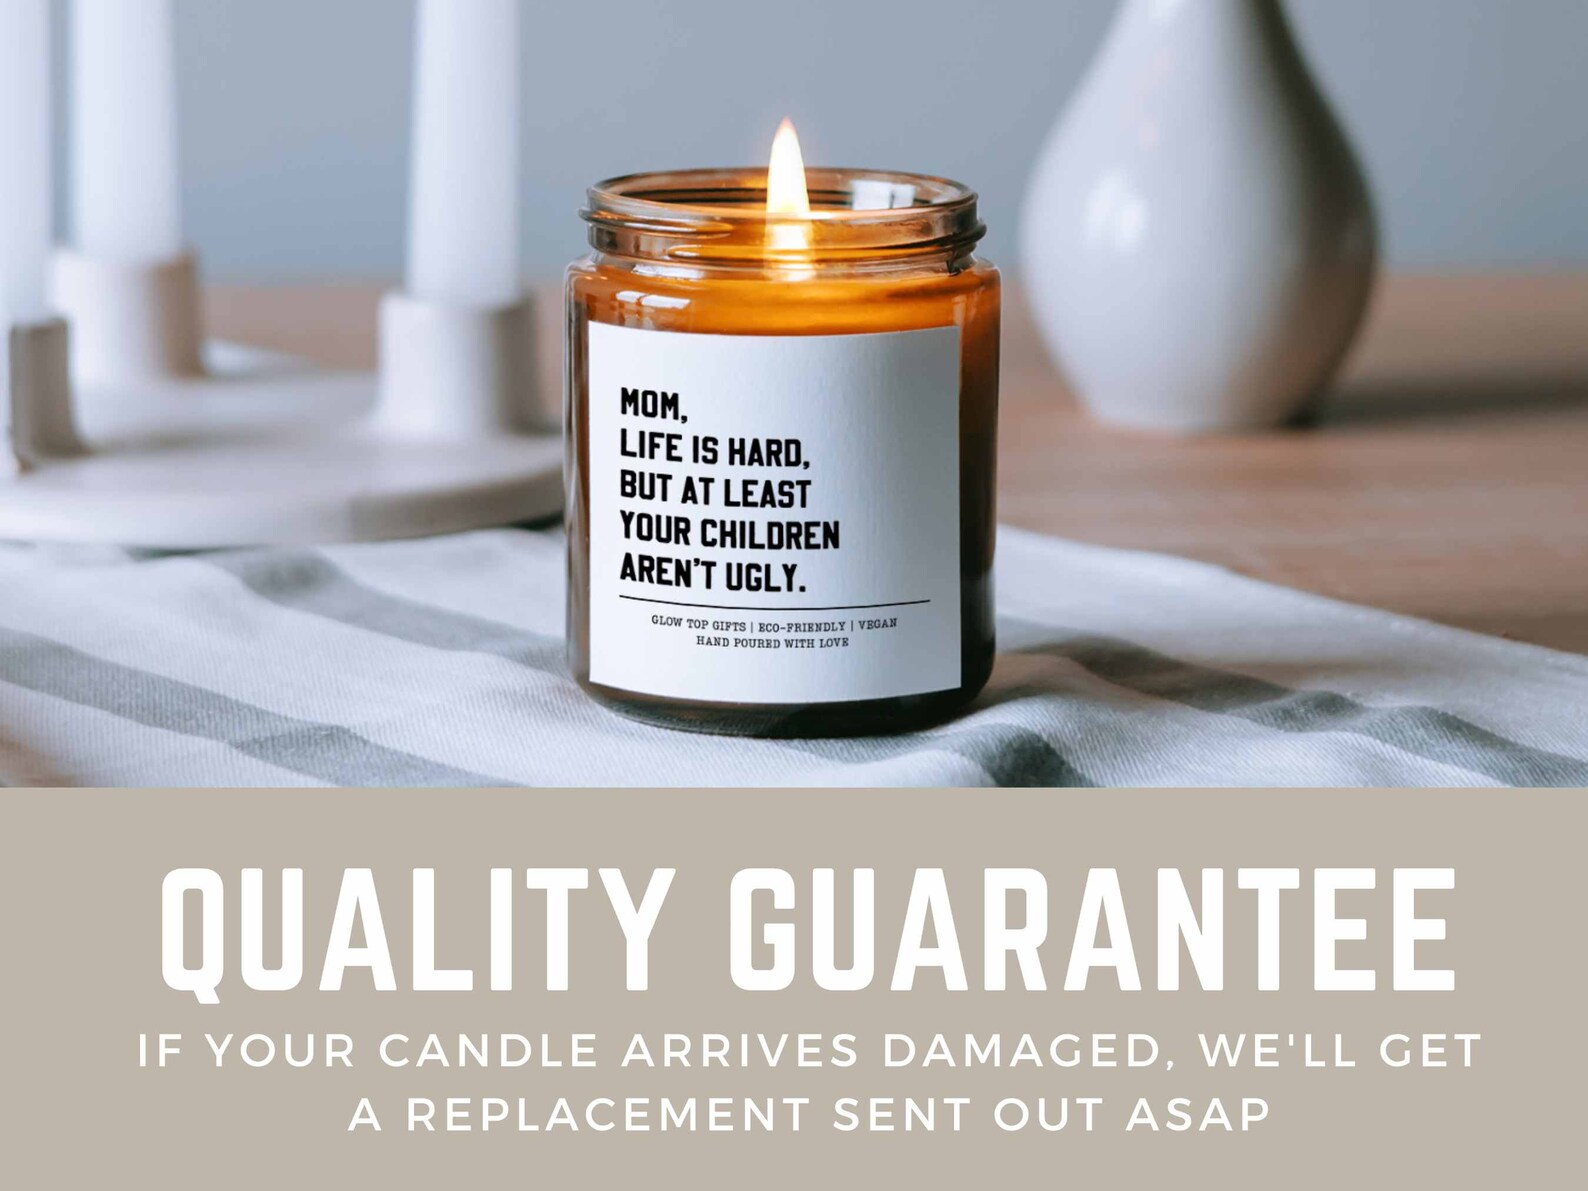 MOM,
LIFE IS HARD,
BUT AT LEAST
YOUR CHILDREN
AREN'T UGLY.
GLOW TOP GIFTS | ECO-FRIENDLY | VEGAN
HAND POURED WITH LOVE
QUALITY GUARANTEE
IF YOUR CANDLE ARRIVES DAMAGED, WE'LL GET
A REPLACEMENT SENT OUT ASAP